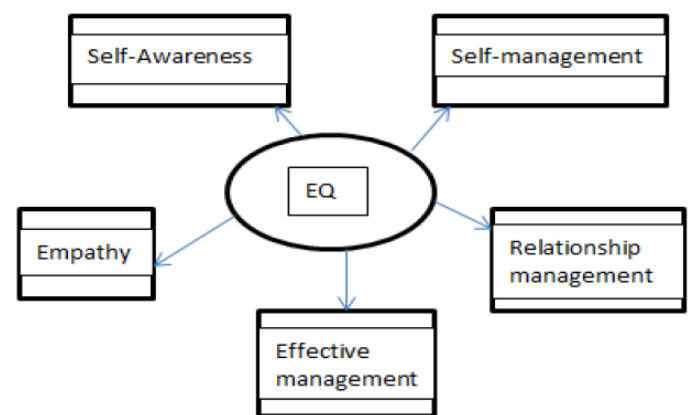 Self-Awareness
Self-management
EQ
Empathy
Relationship
management
Effective
management